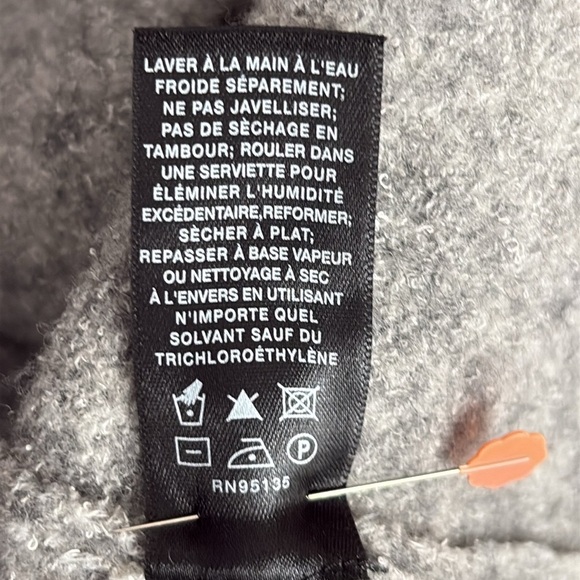 LAVER À LA MAIN À L'EAU
FROIDE SÉPAREMENT;
NE PAS JAVELLISER;
PAS DE SÈCHAGE EN
TAMBOUR; ROULER DANS
UNE SERVIETTE POUR
ÉLÉMINER L'HUMIDITÉ
EXCÉDENTAIRE,REFORMER;
SÈCHER À PLAT;
REPASSER À BASE VAPEUR
OU NETTOYAGE À SEC
À L'ENVERS EN UTILISANT
N'IMPORTE QUEL
SOLVANT SAUF DU
TRICHLOROÉTHYLÈNE
P
RN95135